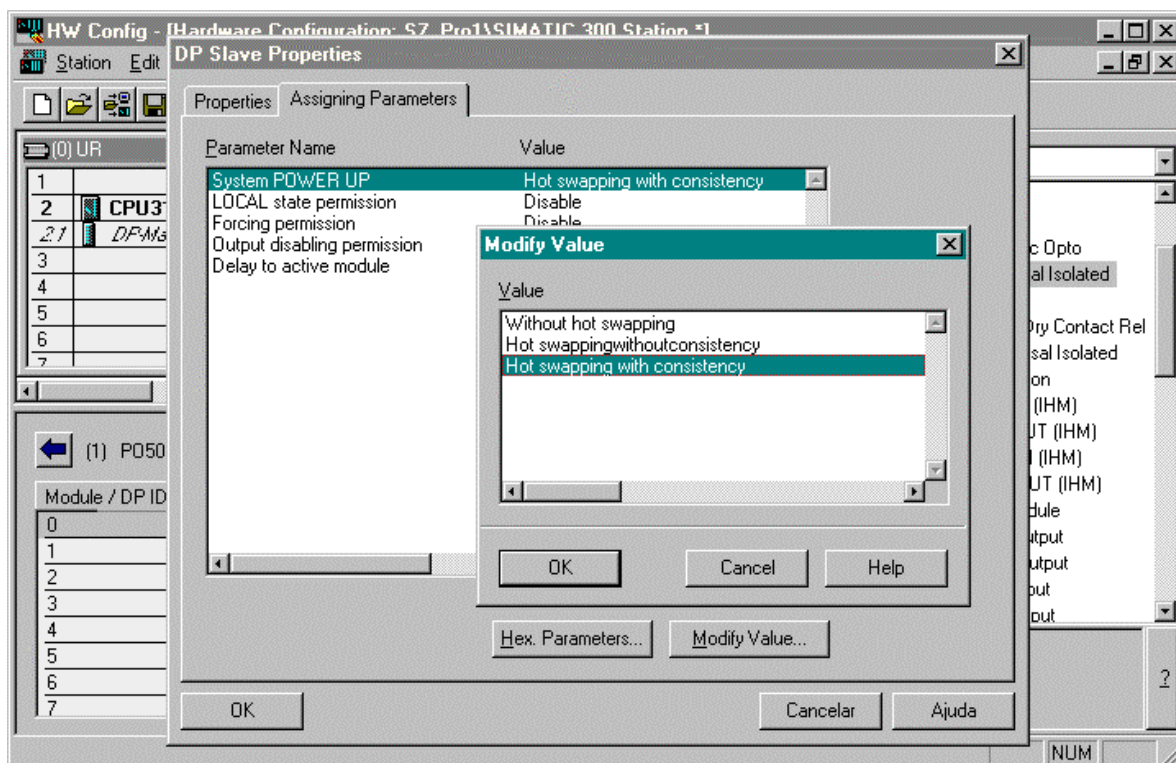 HW Config - [Hardware Configuration: S7_Pro1\SIMATIC 300 Station *]
Station Edit
DP Slave Properties
Properties Assigning Parameters
Parameter Name Value
System POWER UP Hot swapping with consistency
LOCAL state permission Disable
Forcing permission Disable
Output disabling permission
Delay to active module
Modify Value
Value
Without hot swapping
Hot swappingwithoutconsistency
Hot swapping with consistency
OK Cancel Help
Hex. Parameters... Modify Value...
OK Cancelar Ajuda
(0) UR
1
2 CPU31
2.1 DP-Ma
3
4
5
6
7
(1) PO50
Module / DP ID
0
1
2
3
4
5
6
7
c Opto
al Isolated
Dry Contact Rel
sal Isolated
on
(IHM)
UT (IHM)
(IHM)
UT (IHM)
dule
utput
utput
put
put
?
NUM